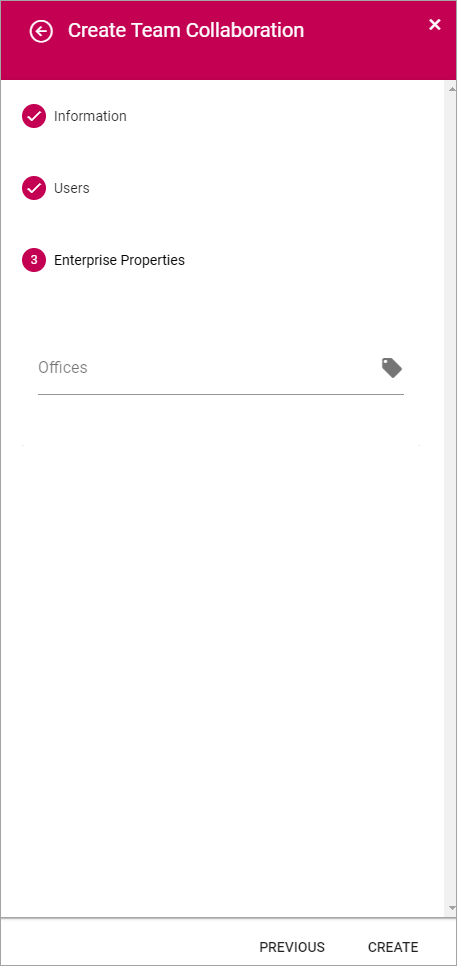 Create Team Collaboration
Information
Users
3 Enterprise Properties
Offices
PREVIOUS CREATE